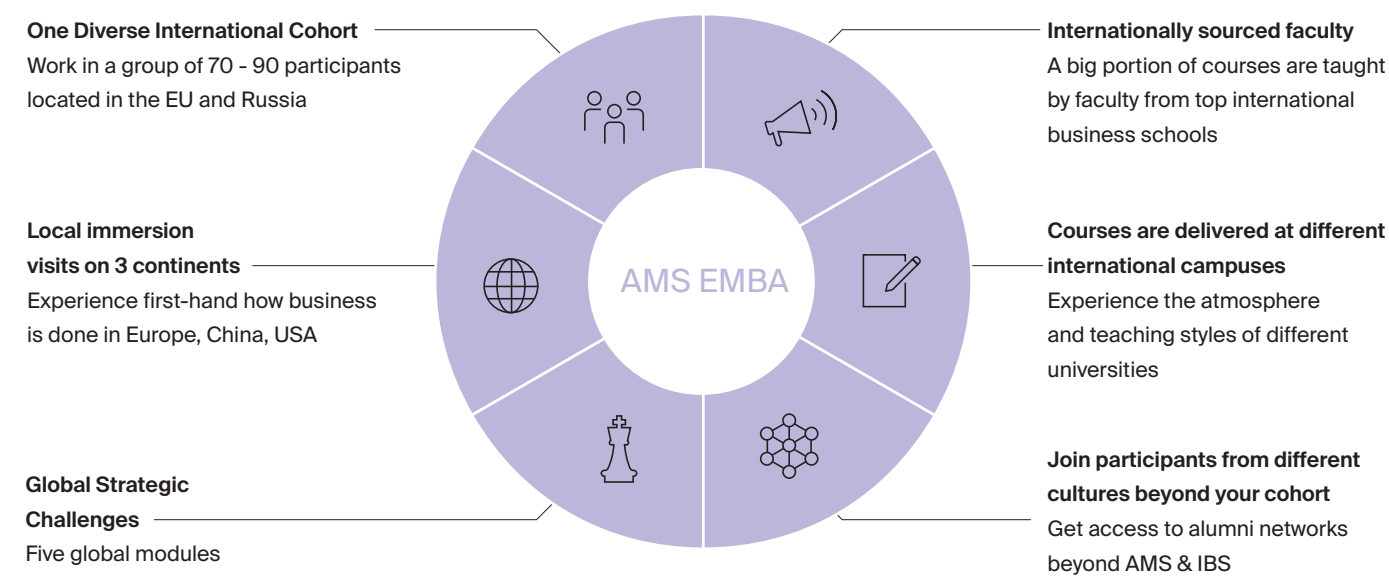 One Diverse International Cohort
Work in a group of 70 - 90 participants
located in the EU and Russia
Local immersion
visits on 3 continents
Experience first-hand how business
is done in Europe, China, USA
Global Strategic
Challenges
Five global modules
AMS EMBA
Internationally sourced faculty
A big portion of courses are taught
by faculty from top international
business schools
Courses are delivered at different
international campuses
Experience the atmosphere
and teaching styles of different
universities
Join participants from different
cultures beyond your cohort
Get access to alumni networks
beyond AMS & IBS